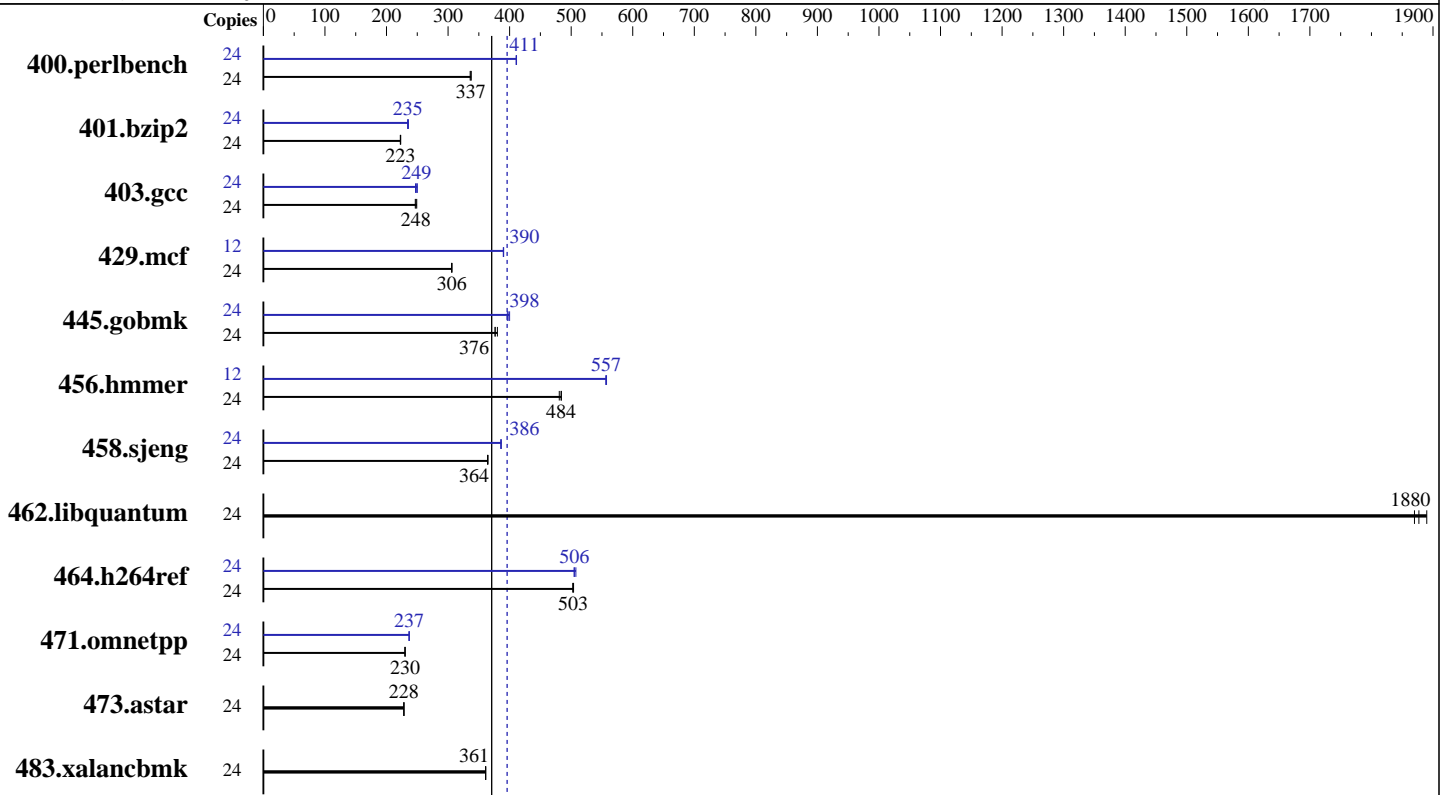 Copies 0 100 200 300 400 500 600 700 800 900 1000 1100 1200 1300 1400 1500 1600 1700 1900
400.perlbench 24 411
24 337
401.bzip2 24 235
24 223
403.gcc 24 249
24 248
429.mcf 12 390
24 306
445.gobmk 24 398
24 376
456.hmmer 12 557
24 484
458.sjeng 24 386
24 364
462.libquantum 24 1880
464.h264ref 24 506
24 503
471.omnetpp 24 237
24 230
473.astar 24 228
483.xalancbmk 24 361